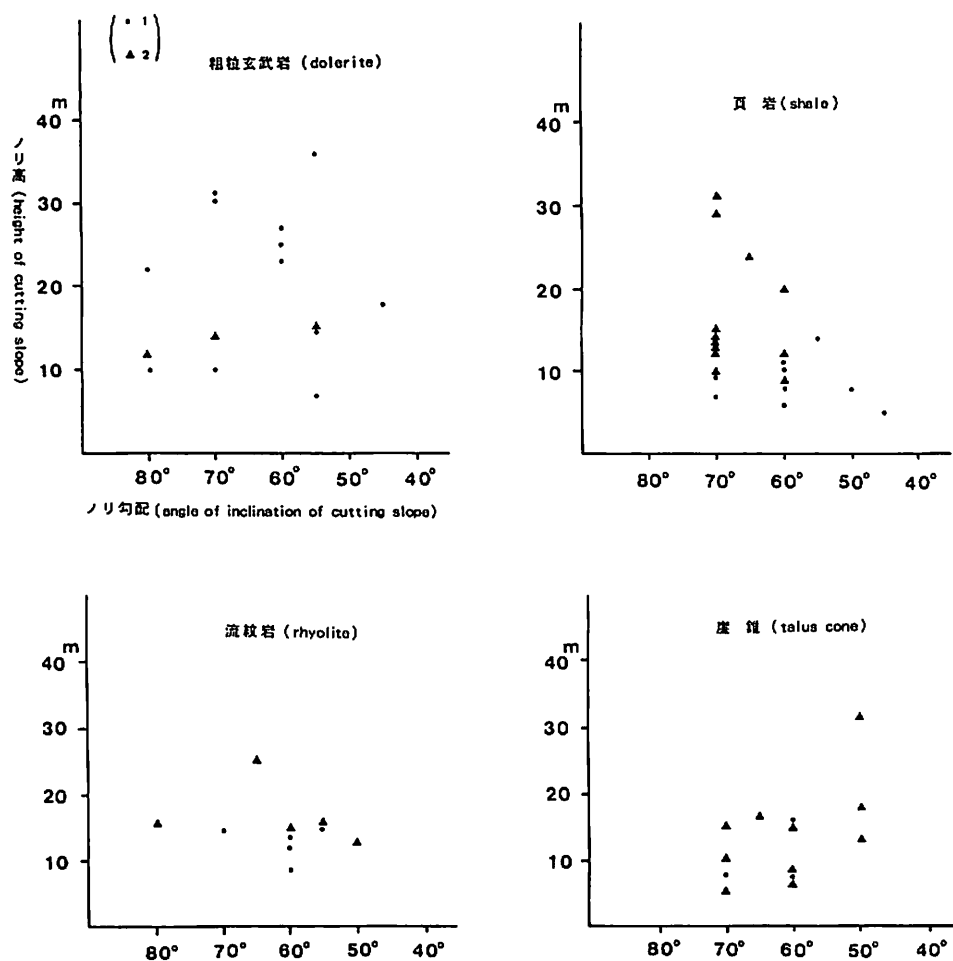 1
2
粗粒玄武岩 (dolerite)
m
40
30
20
10
ノリ高 (height of cutting slope)
80° 70° 60° 50° 40°
ノリ勾配 (angle of inclination of cutting slope)
頁 岩 (shale)
m
40
30
20
10
80° 70° 60° 50° 40°
流紋岩 (rhyolite)
m
40
30
20
10
80° 70° 60° 50° 40°
崖 錐 (talus cone)
m
40
30
20
10
80° 70° 60° 50° 40°